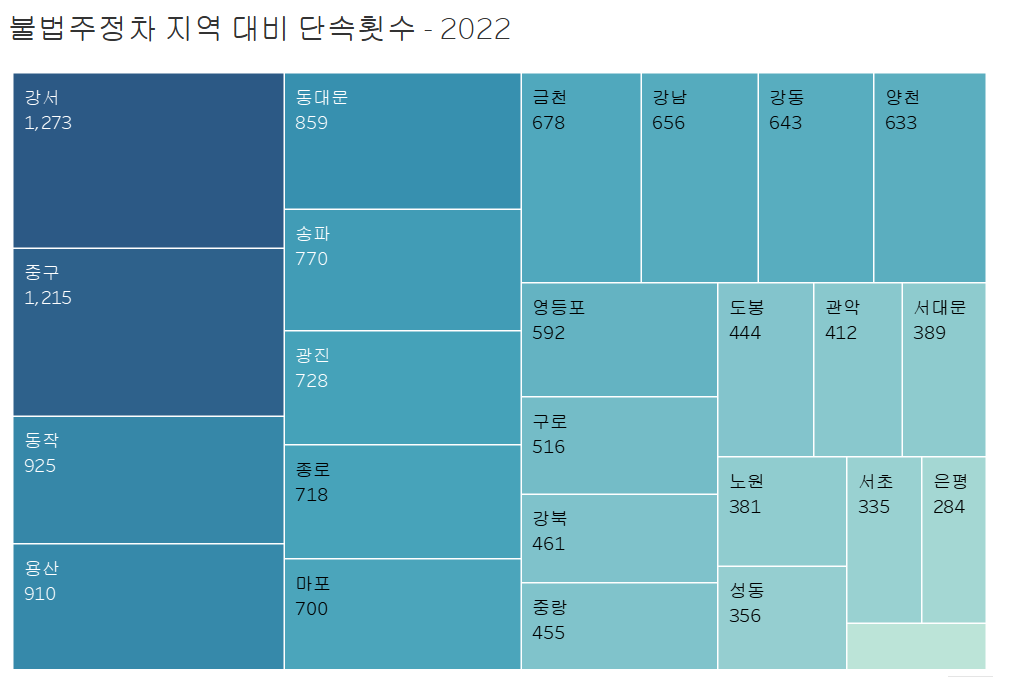 불법주정차 지역 대비 단속횟수 - 2022
강서
1,273
중구
1,215
동작
925
용산
910
동대문
859
송파
770
광진
728
종로
718
마포
700
금천
678
강남
656
강동
643
양천
633
영등포
592
구로
516
강북
461
중랑
455
도봉
444
관악
412
서대문
389
노원
381
성동
356
서초
335
은평
284